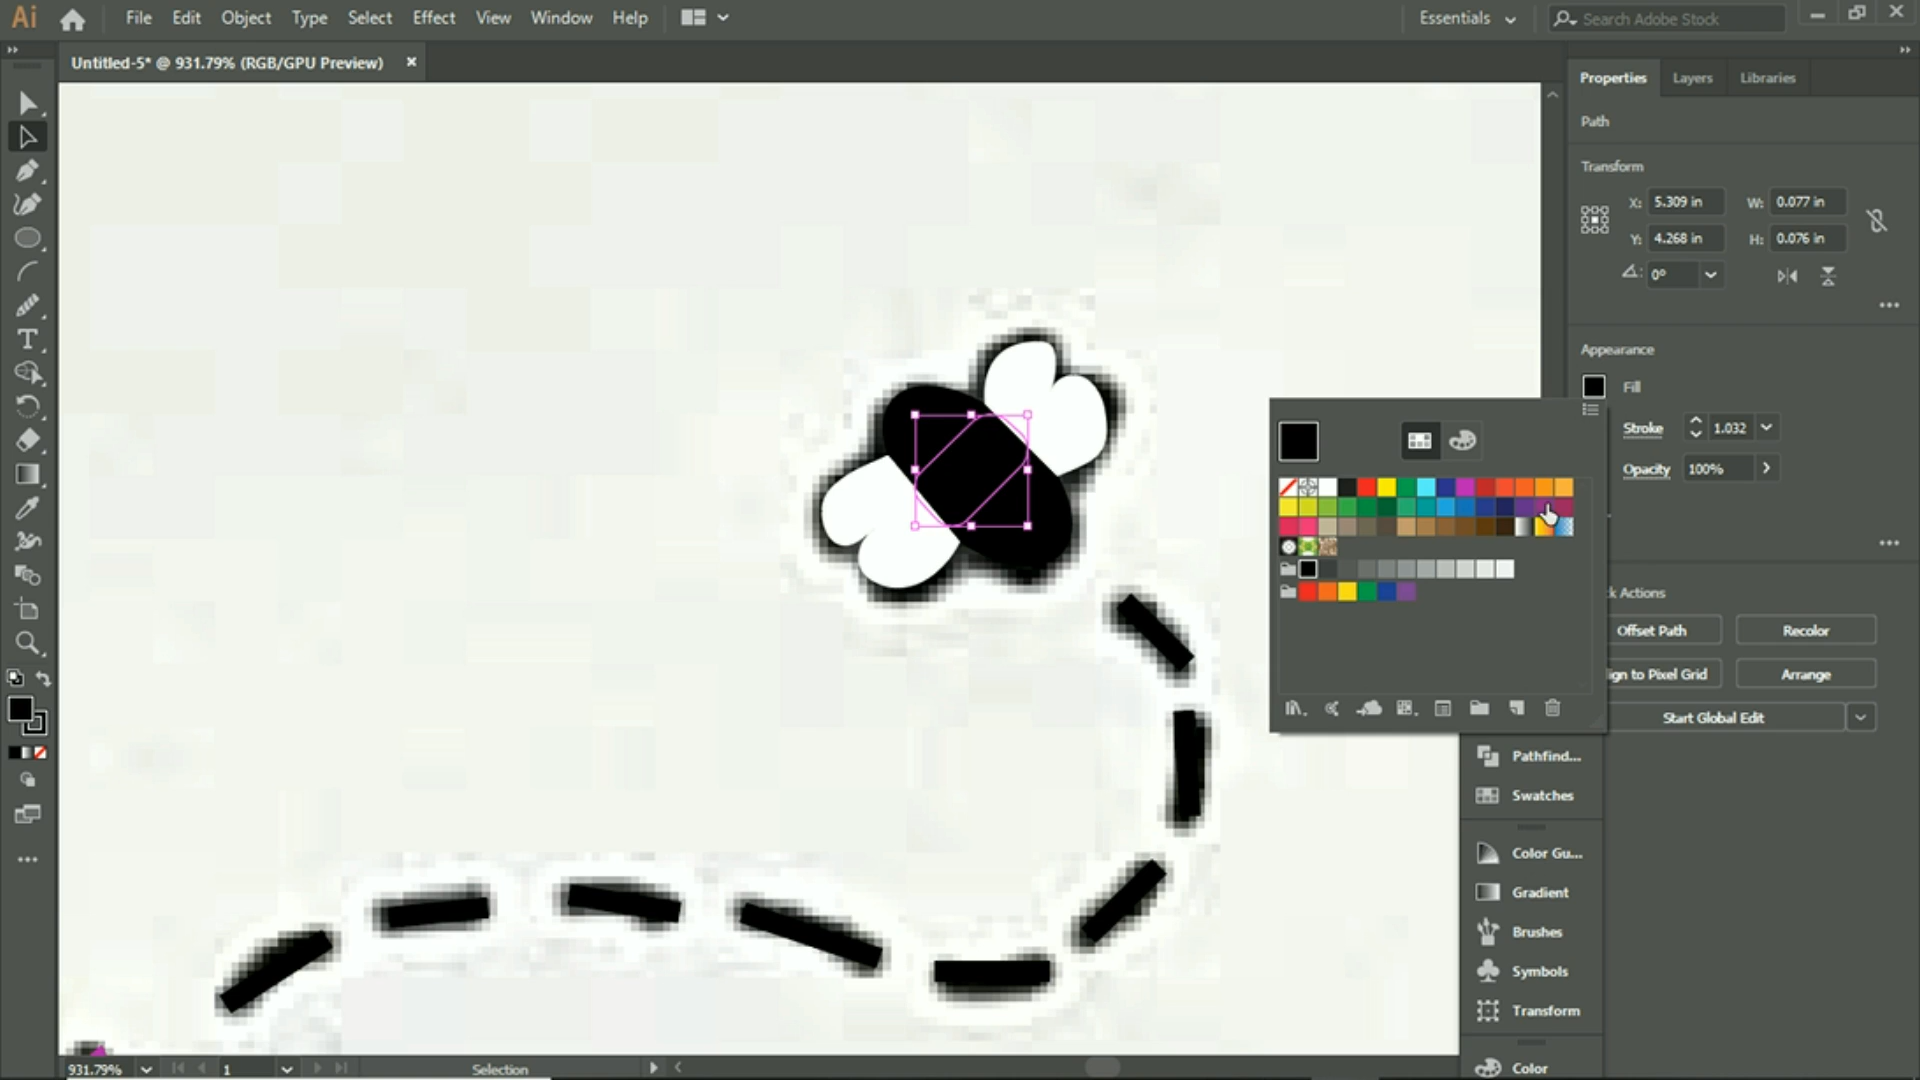 Ai File Edit Object Type Select Effect View Window Help Essentials Search Adobe Stock
Untitled-5* @ 931.79% (RGB/GPU Preview) ×
Properties Layers Libraries
Path
Transform
X: 5.309 in W: 0.077 in
Y: 4.268 in H: 0.076 in
0°
Appearance
Fill
Stroke 1.032
Opacity 100%
k Actions
Offset Path Recolor
ign to Pixel Grid Arrange
Start Global Edit
Pathfind...
Swatches
Color Gu...
Gradient
Brushes
Symbols
Transform
Color
931.79% 1 Selection